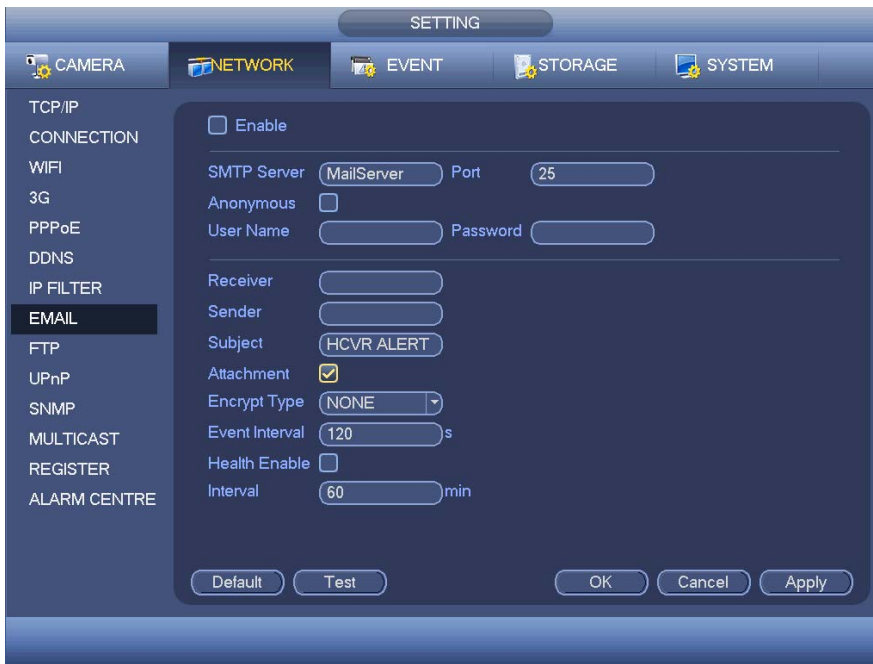 SETTING
CAMERA NETWORK EVENT STORAGE SYSTEM
TCP/IP
CONNECTION
WIFI
3G
PPPoE
DDNS
IP FILTER
EMAIL
FTP
UPnP
SNMP
MULTICAST
REGISTER
ALARM CENTRE
Enable
SMTP Server MailServer Port 25
Anonymous
User Name Password
Receiver
Sender
Subject HCVR ALERT
Attachment
Encrypt Type NONE
Event Interval 120 s
Health Enable
Interval 60 min
Default Test OK Cancel Apply